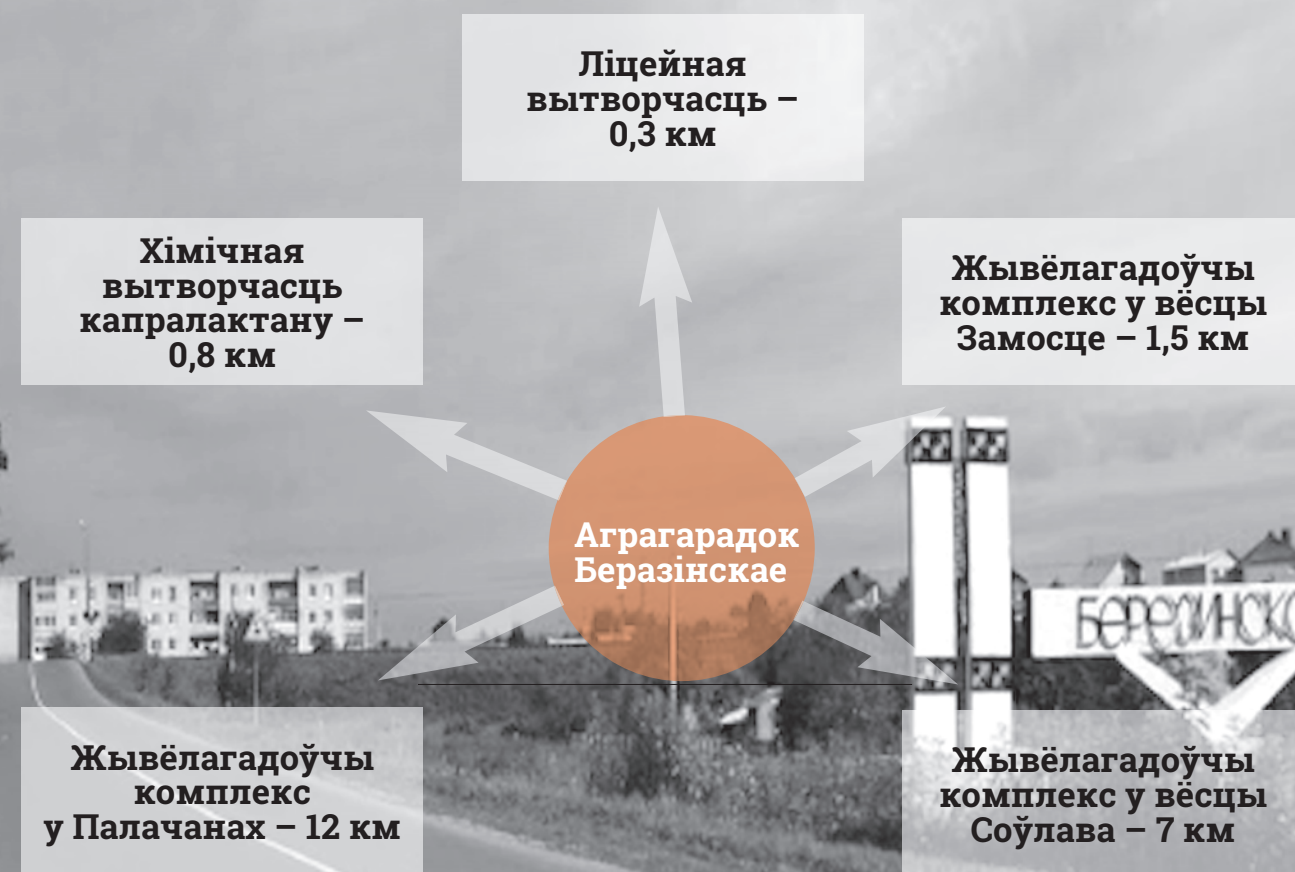 Ліцейная
вытворчасць –
0,3 км
Хімічная
вытворчасць
капралактану –
0,8 км
Жывёлагадоўчы
комплекс у вёсцы
Замосце – 1,5 км
Аграгарадок
Беразінскае
БЕРЕЗИНСКО
Жывёлагадоўчы
комплекс
у Палачанах – 12 км
Жывёлагадоўчы
комплекс у вёсцы
Соўлава – 7 км